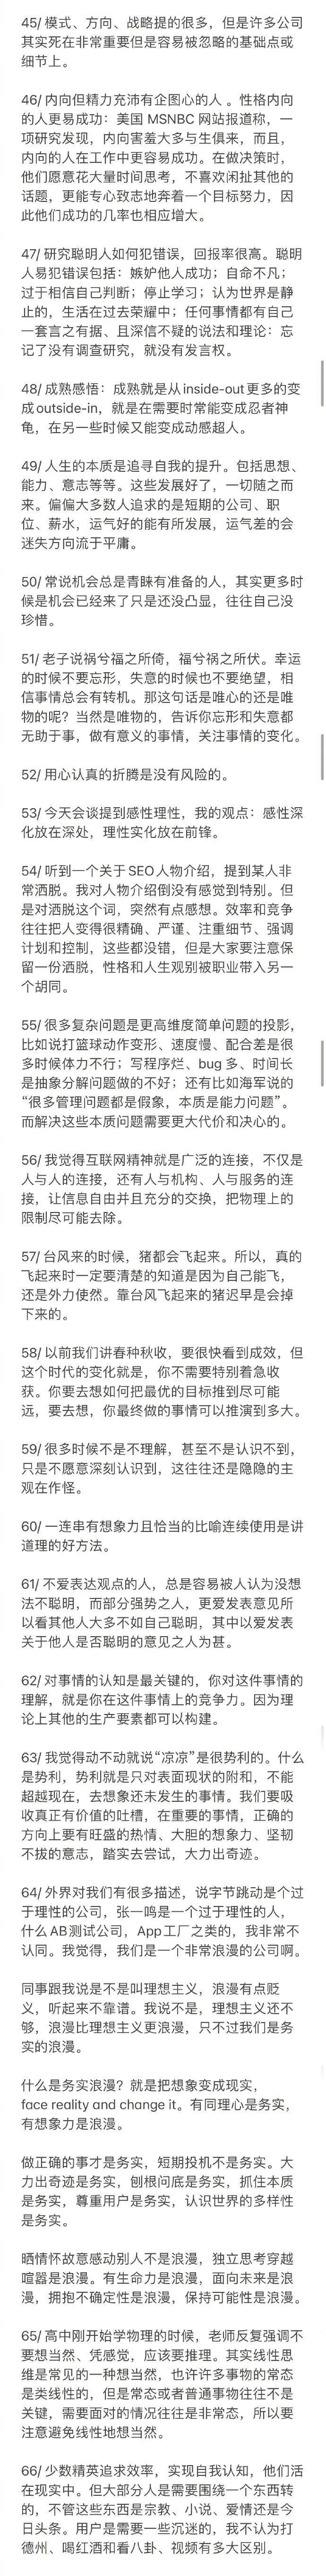 45/ 模式、方向、战略提的很多，但是许多公司
其实死在非常重要但是容易被忽略的基础点或
细节上。
46/ 内向但精力充沛有企图心的人 。性格内向
的人更易成功：美国 MSNBC 网站报道称，一
项研究发现，内向害羞大多与生俱来，而且，
内向的人在工作中更容易成功。在做决策时，
他们愿意花大量时间思考，不喜欢闲扯其他的
话题，更能专心致志地奔着一个目标努力，因
此他们成功的几率也相应增大。
47/ 研究聪明人如何犯错误，回报率很高。聪明
人易犯错误包括：嫉妒他人成功；自命不凡；
过于相信自己判断；停止学习；认为世界是静
止的，生活在过去荣耀中；任何事情都有自己
一套言之有据、且深信不疑的说法和理论：忘
记了没有调查研究，就没有发言权。
48/ 成熟感悟：成熟就是从inside-out更多的变
成outside-in，就是在需要时常能变成忍者神
龟，在另一些时候又能变成动感超人。
49/ 人生的本质是追寻自我的提升。包括思想、
能力、意志等等。这些发展好了，一切随之而
来。偏偏大多数人追求的是短期的公司、职
位、薪水，运气好的能有所发展，运气差的会
迷失方向流于平庸。
50/ 常说机会总是青睐有准备的人，其实更多时
候是机会已经来了只是还没凸显，往往自己没
珍惜。
51/ 老子说祸兮福之所倚，福兮祸之所伏。幸运
的时候不要忘形，失意的时候也不要绝望，相
信事情总会有转机。那这句话是唯心的还是唯
物的呢？当然是唯物的，告诉你忘形和失意都
无助于事，做有意义的事情，关注事情的变化。
52/ 用心认真的折腾是没有风险的。
53/ 今天会谈提到感性理性，我的观点：感性深
化放在深处，理性实化放在前锋。
54/ 听到一个关于SEO人物介绍，提到某人非
常洒脱。我对人物介绍倒没有感觉到特别。但
是对洒脱这个词，突然有点感想。效率和竞争
往往把人变得很精确、严谨、注重细节、强调
计划和控制，这些都没错，但是大家要注意保
留一份洒脱，性格和人生观别被职业带入另一
个胡同。
55/ 很多复杂问题是更高维度简单问题的投影，
比如说打篮球动作变形、速度慢、配合差是很
多时候体力不行；写程序烂、bug 多、时间长
是抽象分解问题做的不好；还有比如海军说的
“很多管理问题都是假象，本质是能力问题”。
而解决这些本质问题需要更大代价和决心的。
56/ 我觉得互联网精神就是广泛的连接，不仅是
人与人的连接，还有人与机构、人与服务的连
接，让信息自由并且充分的交换，把物理上的
限制尽可能去除。
57/ 台风来的时候，猪都会飞起来。所以，真的
飞起来时一定要清楚的知道是因为自己能飞，
还是外力使然。靠台风飞起来的猪迟早是会掉
下来的。
58/ 以前我们讲春种秋收，要很快看到成效，但
这个时代的变化就是，你不需要特别着急收
获。你要去想如何把最优的目标推到尽可能
远，要去想，你最终做的事情可以推演到多大。
59/ 很多时候不是不理解，甚至不是认识不到，
只是不愿意深刻认识到，这往往还是隐隐的主
观在作怪。
60/ 一连串有想象力且恰当的比喻连续使用是讲
道理的好方法。
61/ 不爱表达观点的人，总是容易被人认为没想
法不聪明，而部分强势之人，更爱发表意见所
以看其他人大多不如自己聪明，其中以爱发表
关于他人是否聪明的意见之人为甚。
62/ 对事情的认知是最关键的，你对这件事情的
理解，就是你在这件事情上的竞争力。因为理
论上其他的生产要素都可以构建。
63/ 我觉得动不动就说“凉凉”是很势利的。什么
是势利，势利就是只对表面现状的附和，不能
超越现在，去想象还未发生的事情。我们要吸
收真正有价值的吐槽，在重要的事情，正确的
方向上要有旺盛的热情、大胆的想象力、坚韧
不拔的意志，踏实去尝试，大力出奇迹。
64/ 外界对我们有很多描述，说字节跳动是个过
于理性的公司，张一鸣是一个过于理性的人，
什么AB测试公司，App工厂之类的，我非常不
认同。我觉得，我们是一个非常浪漫的公司啊。
同事跟我说是不是叫理想主义，浪漫有点贬
义，听起来不靠谱。我说不是，理想主义还不
够，浪漫比理想主义更浪漫，只不过我们是务
实的浪漫。
什么是务实浪漫？就是把想象变成现实，
face reality and change it。有同理心是务实，
有想象力是浪漫。
做正确的事才是务实，短期投机不是务实。大
力出奇迹是务实，刨根问底是务实，抓住本质
是务实，尊重用户是务实，认识世界的多样性
是务实。
晒情怀故意感动别人不是浪漫，独立思考穿越
喧嚣是浪漫。有生命力是浪漫，面向未来是浪
漫，拥抱不确定性是浪漫，保持可能性是浪漫。
65/ 高中刚开始学物理的时候，老师反复强调不
要想当然、凭感觉，应该要推理。其实线性思
维是常见的一种想当然，也许许多事物的常态
是类线性的，但是常态或者普通事物往往不是
关键，需要面对的情况往往是非常态，所以要
注意避免线性地想当然。
66/ 少数精英追求效率，实现自我认知，他们活
在现实中。但大部分人是需要围绕一个东西转
的，不管这些东西是宗教、小说、爱情还是今
日头条。用户是需要一些沉迷的，我不认为打
德州、喝红酒和看八卦、视频有多大区别。